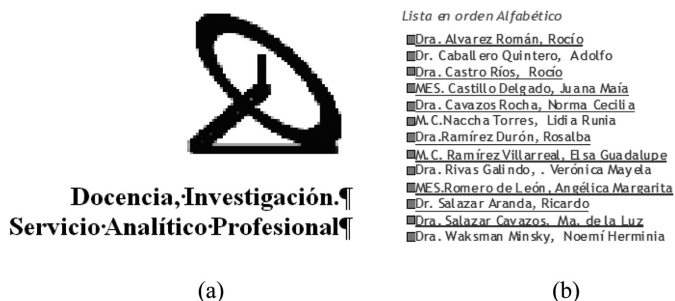 Docencia, Investigación.¶
Servicio·Analítico·Profesional¶
(a)
Lista en orden Alfabético
Dra. Alvarez Román, Rocío
Dr. Caballero Quintero, Adolfo
Dra. Castro Ríos, Rocío
MES. Castillo Delgado, Juana Maía
Dra. Cavazos Rocha, Norma Cecilia
M.C.Naccha Torres, Lidia Runia
Dra.Ramírez Durón, Rosalba
M.C. Ramírez Villarreal, Elsa Guadalupe
Dra. Rivas Galindo, . Verónica Mayela
MES.Romero de León, Angélica Margarita
Dr. Salazar Aranda, Ricardo
Dra. Salazar Cavazos, Ma. de la Luz
Dra. Waksman Minsky, Noemí Herminia
(b)